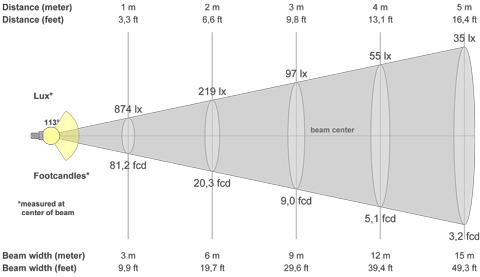 Distance (meter) 1 m 2 m 3 m 4 m 5 m
Distance (feet) 3,3 ft 6,6 ft 9,8 ft 13,1 ft 16,4 ft
35 lx
55 lx
97 lx
219 lx
874 lx
Lux*
113°
beam center
81,2 fcd
Footcandles*
20,3 fcd
9,0 fcd
*measured at
center of beam
5,1 fcd
3,2 fcd
Beam width (meter) 3 m 6 m 9 m 12 m 15 m
Beam width (feet) 9,9 ft 19,7 ft 29,6 ft 39,4 ft 49,3 ft